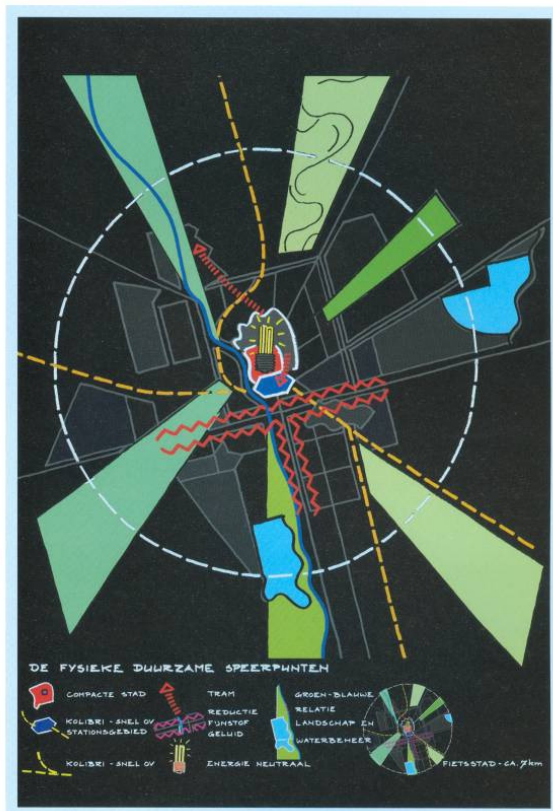 DE FYSIEKE DUURZAME SPEERPUNTEN
COMPACTE STAD
KOLIBRI - SNEL OV
STATIONSGEBIED
KOLIBRI - SNEL OV
TRAM
REDUCTIE
FIJNSTOF
GELUID
ENERGIE NEUTRAAL
GROEN-BLAUWE
RELATIE
LANDSCHAP EN
WATERBEHEER
FIETSSTAD - CA. 7 km